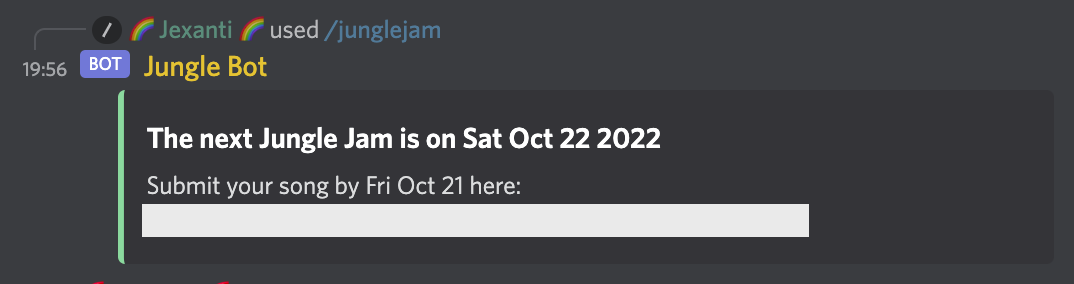 / 🌈 Jexanti 🌈 used /junglejam
19:56 BOT Jungle Bot
The next Jungle Jam is on Sat Oct 22 2022
Submit your song by Fri Oct 21 here: